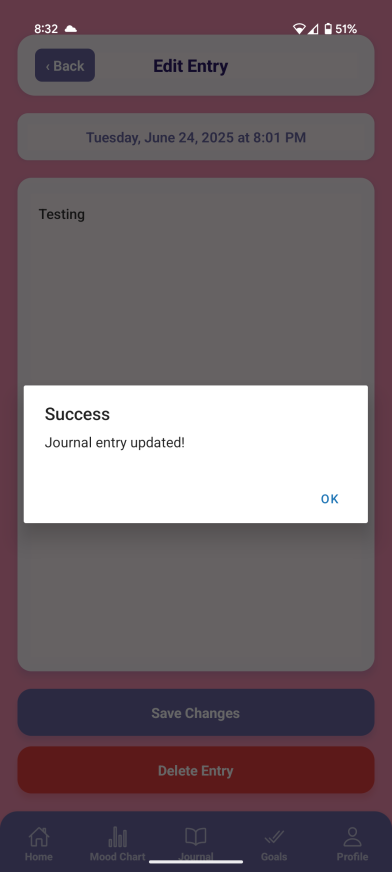 8:32 51%
‹ Back Edit Entry
Tuesday, June 24, 2025 at 8:01 PM
Testing
Success
Journal entry updated!
OK
Save Changes
Delete Entry
Home Mood Chart Journal Goals Profile